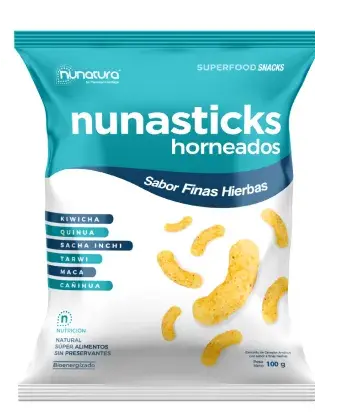 nunatura
SUPERFOOD SNACKS
nunasticks
horneados
Sabor Finas Hierbas
KIWICHA
QUINUA
SACHA INCHI
TARWI
MACA
CAÑIHUA
n
NUTRICIÓN
NATURAL
SÚPER ALIMENTOS
SIN PRESERVANTES
Bioenergizado
Peso
100 g